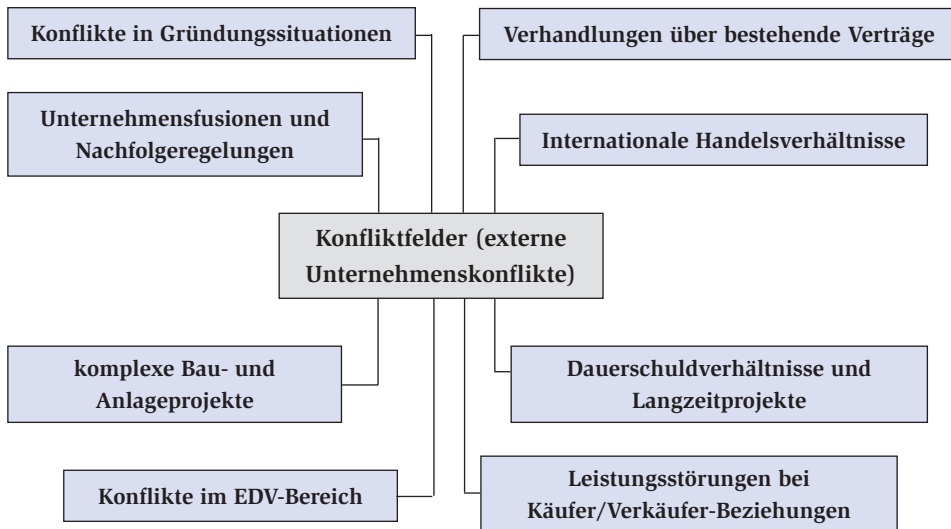 Konflikte in Gründungssituationen
Verhandlungen über bestehende Verträge
Unternehmensfusionen und
Nachfolgeregelungen
Internationale Handelsverhältnisse
Konfliktfelder (externe
Unternehmenskonflikte)
komplexe Bau- und
Anlageprojekte
Dauerschuldverhältnisse und
Langzeitprojekte
Konflikte im EDV-Bereich
Leistungsstörungen bei
Käufer/Verkäufer-Beziehungen